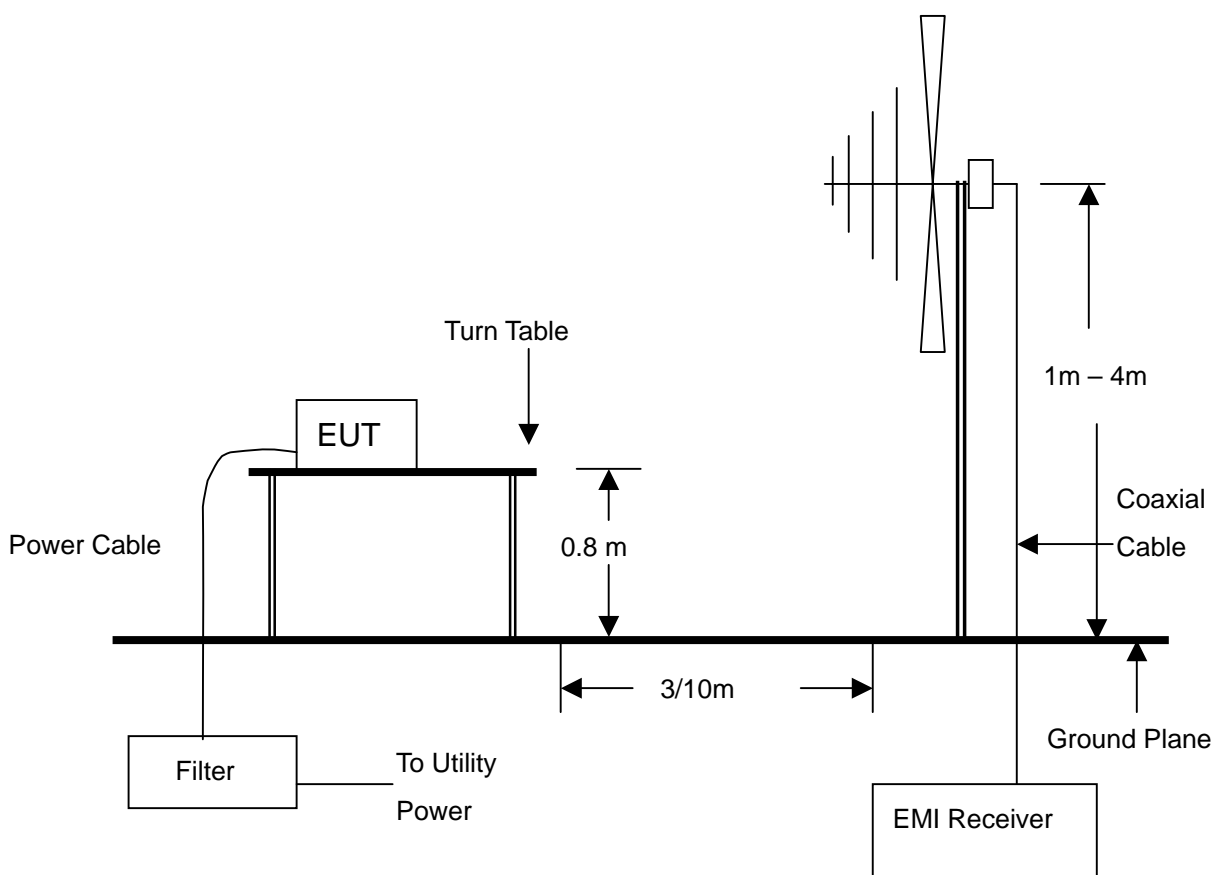 Turn Table
1m – 4m
EUT
Coaxial
Cable
Power Cable
0.8 m
3/10m
Ground Plane
Filter
To Utility
Power
EMI Receiver